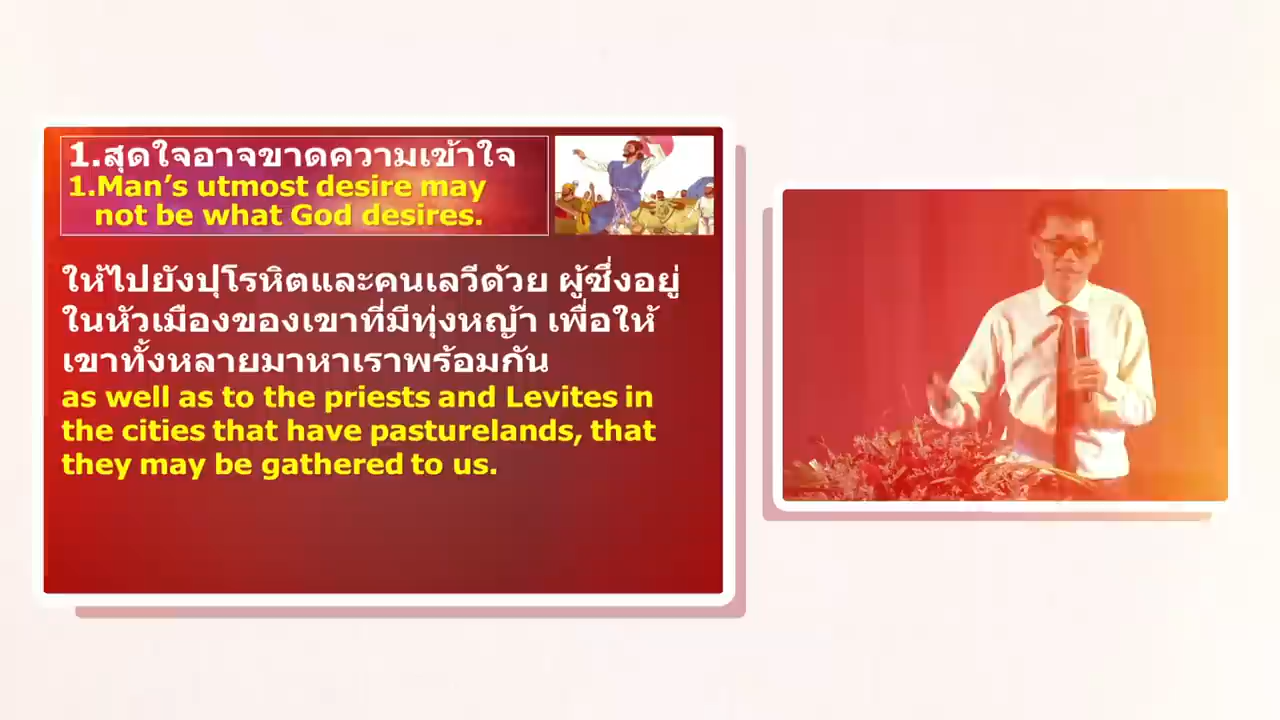 1.สุดใจอาจขาดความเข้าใจ
1.Man's utmost desire may
not be what God desires.
ให้ไปยังปุโรหิตและคนเลวีด้วย ผู้ซึ่งอยู่
ในหัวเมืองของเขาที่มีทุ่งหญ้า เพื่อให้
เขาทั้งหลายมาหาเราพร้อมกัน
as well as to the priests and Levites in
the cities that have pasturelands, that
they may be gathered to us.